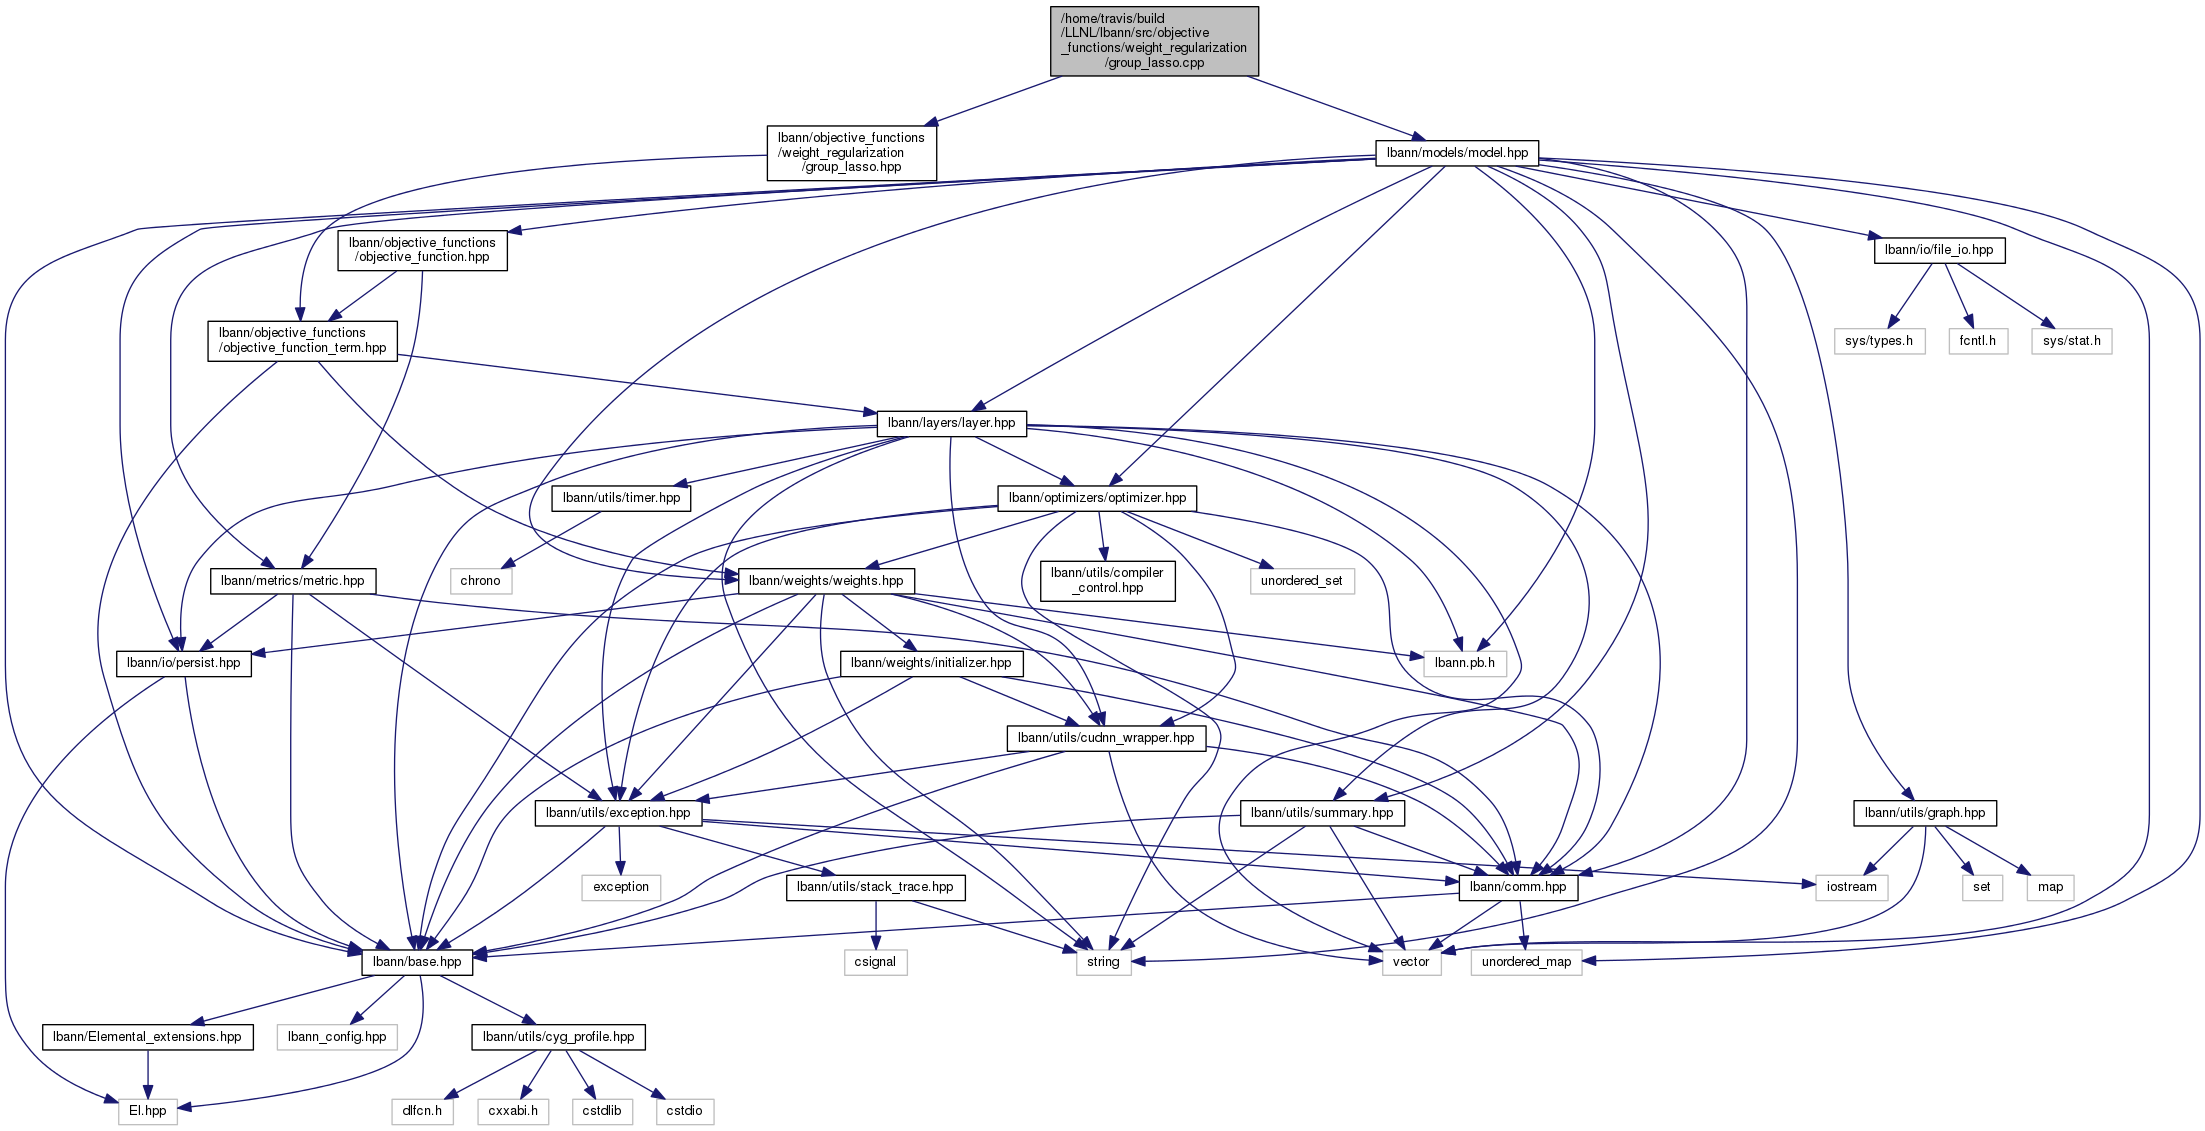 /home/travis/build
/LLNL/lbann/src/objective
_functions/weight_regularization
/group_lasso.cpp
lbann/objective_functions
/weight_regularization
/group_lasso.hpp
lbann/models/model.hpp
lbann/objective_functions
/objective_function.hpp
lbann/io/file_io.hpp
lbann/objective_functions
/objective_function_term.hpp
sys/types.h
fcntl.h
sys/stat.h
lbann/layers/layer.hpp
lbann/utils/timer.hpp
lbann/optimizers/optimizer.hpp
chrono
lbann/metrics/metric.hpp
lbann/weights/weights.hpp
lbann/utils/compiler
_control.hpp
unordered_set
lbann/io/persist.hpp
lbann/weights/initializer.hpp
lbann.pb.h
lbann/utils/cudnn_wrapper.hpp
lbann/utils/exception.hpp
lbann/utils/summary.hpp
lbann/utils/graph.hpp
exception
lbann/utils/stack_trace.hpp
lbann/comm.hpp
iostream
set
map
lbann/base.hpp
csignal
string
vector
unordered_map
lbann/Elemental_extensions.hpp
lbann_config.hpp
lbann/utils/cyg_profile.hpp
El.hpp
dlfcn.h
cxxabi.h
cstdlib
cstdio